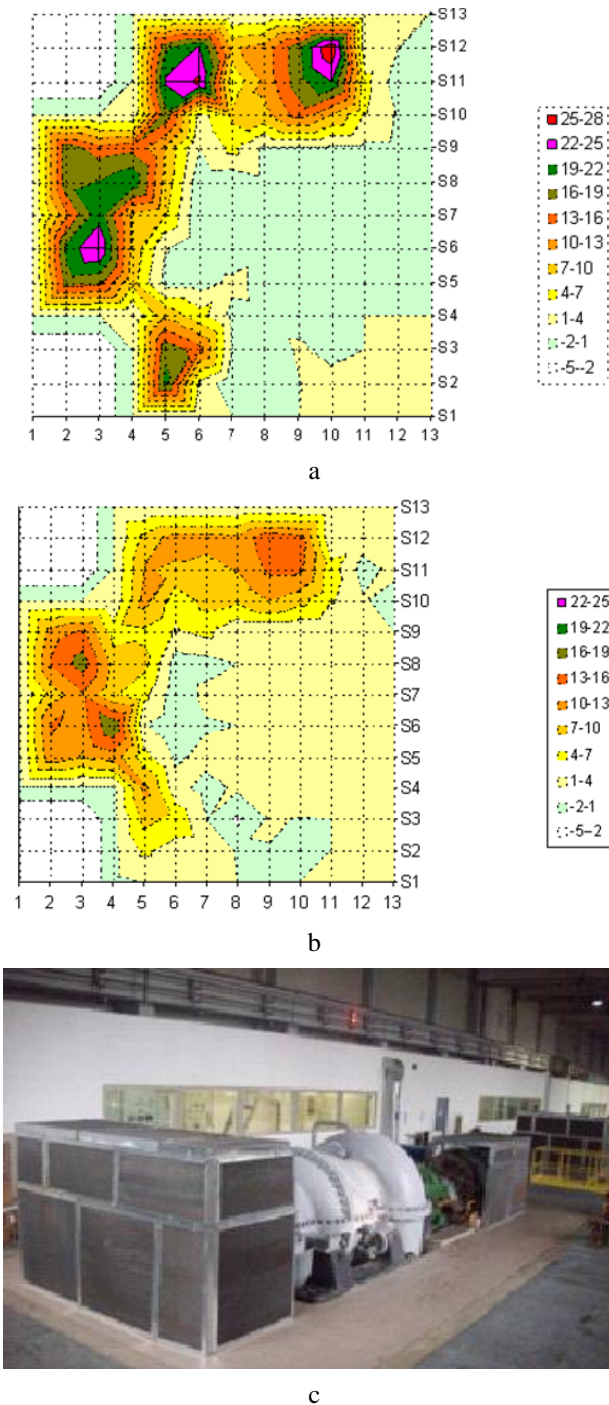 S13
S12
S11
S10
S9
S8
S7
S6
S5
S4
S3
S2
S1
1 2 3 4 5 6 7 8 9 10 11 12 13
25-28
22-25
19-22
16-19
13-16
10-13
7-10
4-7
1-4
-2-1
-5--2
a
S13
S12
S11
S10
S9
S8
S7
S6
S5
S4
S3
S2
S1
1 2 3 4 5 6 7 8 9 10 11 12 13
22-25
19-22
16-19
13-16
10-13
7-10
4-7
1-4
-2-1
-5--2
b
c